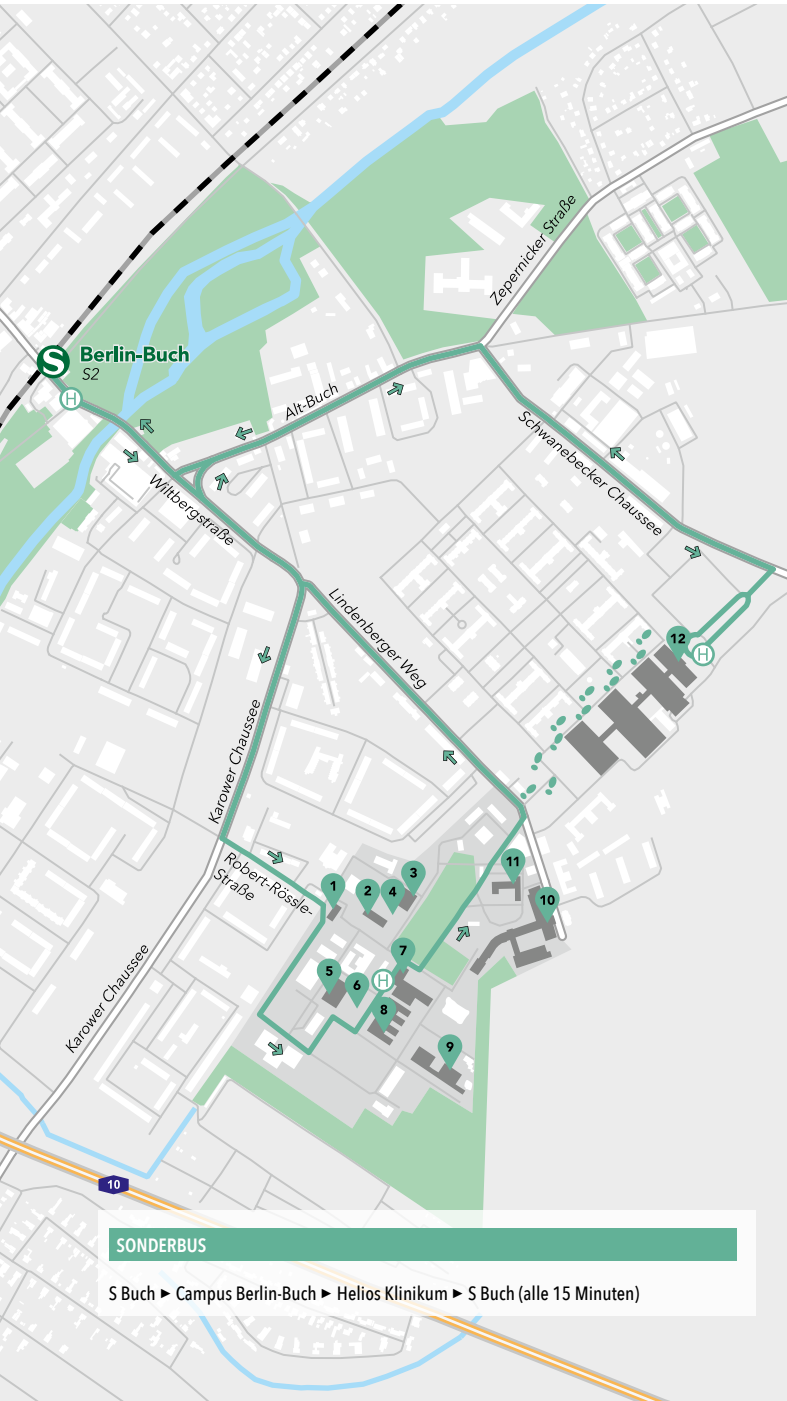 Zepernicker Straße
S
Berlin-Buch
S2
H
Alt-Buch
Schwanebecker Chaussee
Wiltbergstraße
Lindenberger Weg
12
H
Karower Chaussee
Robert-Rössle-
Straße
1
2
4
3
11
10
7
5
6
H
8
9
Karower Chaussee
10
SONDERBUS
S Buch ▸ Campus Berlin-Buch ▸ Helios Klinikum ▸ S Buch (alle 15 Minuten)